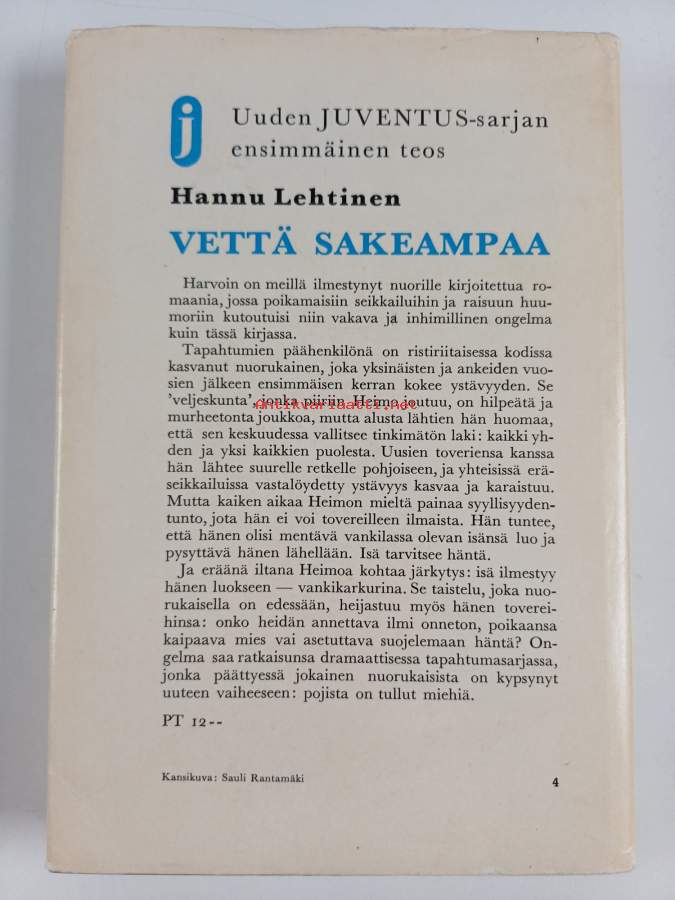 j
Uuden JUVENTUS-sarjan
ensimmäinen teos
Hannu Lehtinen
VETTÄ SAKEAMPAA
Harvoin on meillä ilmestynyt nuorille kirjoitettua ro-
maania, jossa poikamaisiin seikkailuihin ja raisuun huu-
moriin kutoutuisi niin vakava ja inhimillinen ongelma
kuin tässä kirjassa.
Tapahtumien päähenkilönä on ristiriitaisessa kodissa
kasvanut nuorukainen, joka yksinäisten ja ankeiden vuo-
sien jälkeen ensimmäisen kerran kokee ystävyyden. Se
'veljeskunta', jonka piiriin Heimo joutuu, on hilpeätä ja
antikvariaatti.net
murheetonta joukkoa, mutta alusta lähtien hän huomaa,
että sen keskuudessa vallitsee tinkimätön laki: kaikki yh-
den ja yksi kaikkien puolesta. Uusien toveriensa kanssa
hän lähtee suurelle retkelle pohjoiseen, ja yhteisissä erä-
seikkailuissa vastalöydetty ystävyys kasvaa ja karaistuu.
Mutta kaiken aikaa Heimon mieltä painaa syyllisyyden-
tunto, jota hän ei voi tovereilleen ilmaista. Hän tuntee,
että hänen olisi mentävä vankilassa olevan isänsä luo ja
pysyttävä hänen lähellään. Isä tarvitsee häntä.
Ja eräänä iltana Heimoa kohtaa järkytys: isä ilmestyy
hänen luokseen — vankikarkurina. Se taistelu, joka nuo-
rukaisella on edessään, heijastuu myös hänen toverei-
hinsa: onko heidän annettava ilmi onneton, poikaansa
kaipaava mies vai asetuttava suojelemaan häntä? On-
gelma saa ratkaisunsa dramaattisessa tapahtumasarjassa,
jonka päättyessä jokainen nuorukaisista on kypsynyt
uuteen vaiheeseen: pojista on tullut miehiä.
PT 12--
Kansikuva: Sauli Rantamäki
4